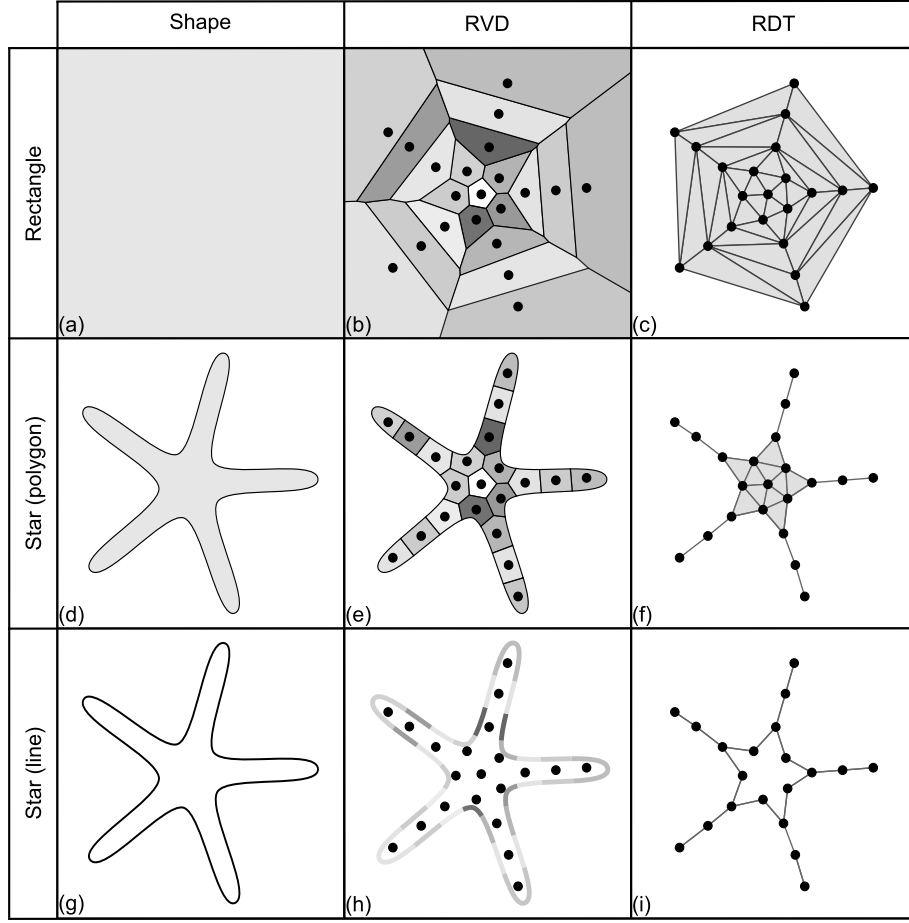 Shape RVD RDT
Rectangle
(a) (b) (c)
Star (polygon)
(d) (e) (f)
Star (line)
(g) (h) (i)